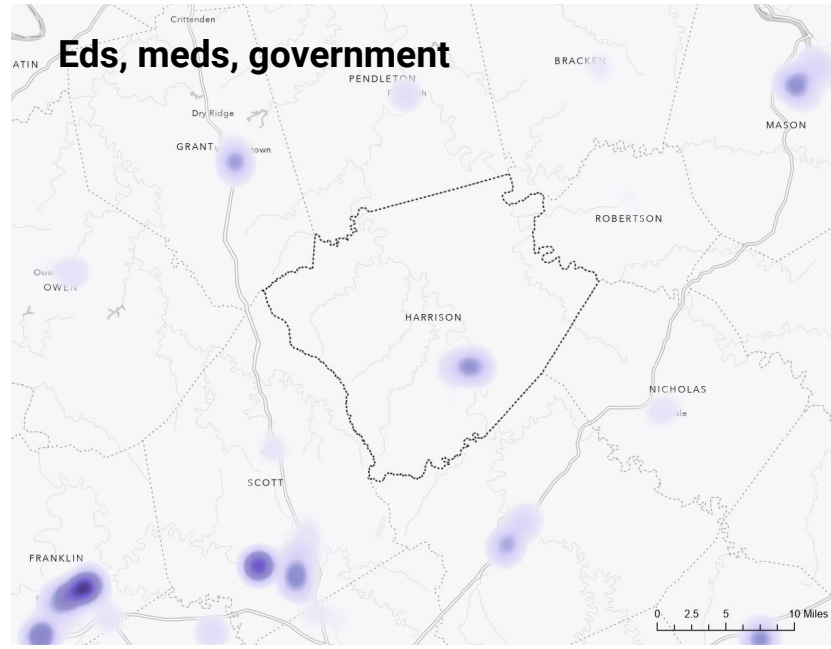 Crittenden
Eds, meds, government
ATIN
PENDLETON
BRACKEN
Dry Ridge
MASON
GRANT
town
ROBERTSON
Owe
OWEN
HARRISON
NICHOLAS
SCOTT
FRANKLIN
0 2.5 5 10 Miles